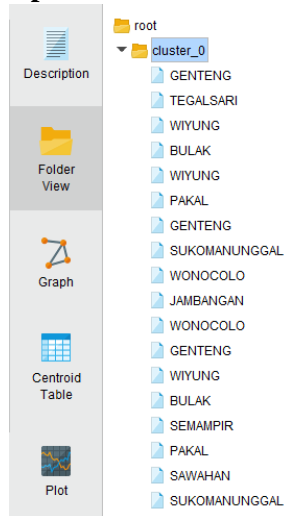 Description
Folder
View
Graph
Centroid
Table
Plot
root
cluster_0
GENTENG
TEGALSARI
WIYUNG
BULAK
WIYUNG
PAKAL
GENTENG
SUKOMANUNGGAL
WONOCOLO
JAMBANGAN
WONOCOLO
GENTENG
WIYUNG
BULAK
SEMAMPIR
PAKAL
SAWAHAN
SUKOMANUNGGAL